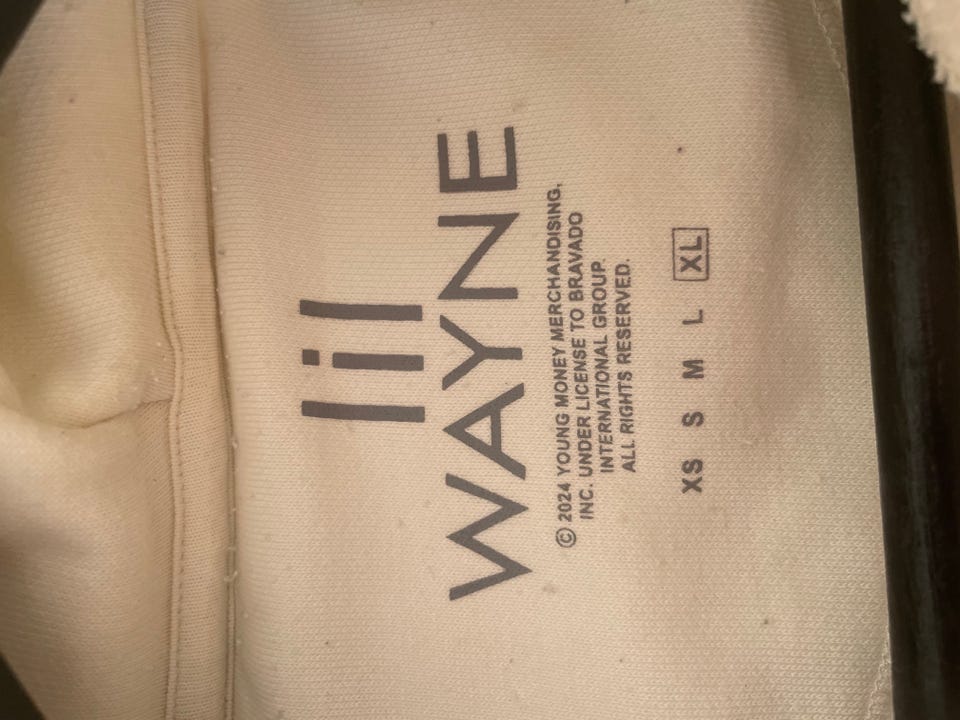 lil
WAYNE
© 2024 YOUNG MONEY MERCHANDISING,
INC. UNDER LICENSE TO BRAVADO
INTERNATIONAL GROUP.
ALL RIGHTS RESERVED.
XS S M L XL